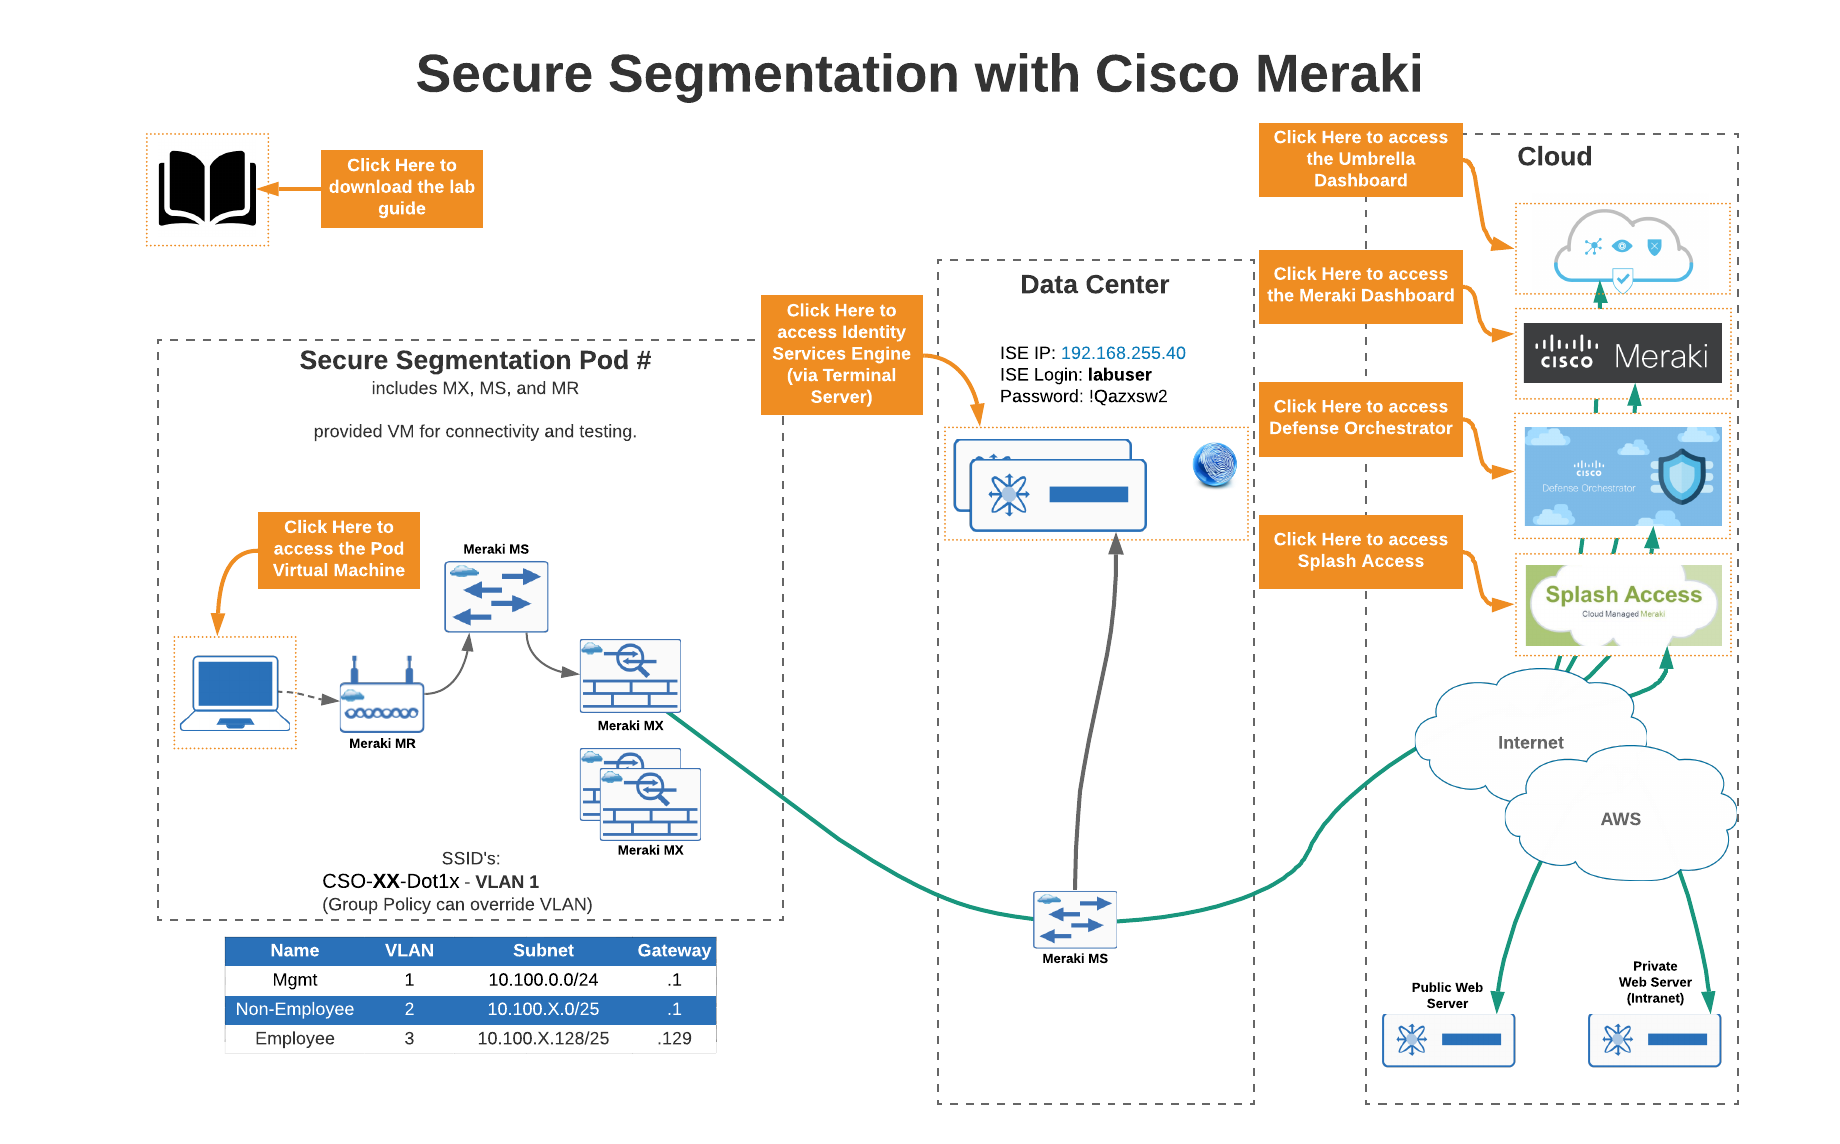 Secure Segmentation with Cisco Meraki
Click Here to
download the lab
guide
Click Here to access
the Umbrella
Dashboard
Cloud
Click Here to access
the Meraki Dashboard
CISCO Meraki
Click Here to access
Defense Orchestrator
CISCO
Defense Orchestrator
Click Here to access
Splash Access
Splash Access
Cloud Managed Meraki
Data Center
Click Here to
access Identity
Services Engine
(via Terminal
Server)
ISE IP: 192.168.255.40
ISE Login: labuser
Password: !Qazxsw2
Secure Segmentation Pod #
includes MX, MS, and MR
provided VM for connectivity and testing.
Click Here to
access the Pod
Virtual Machine
Meraki MS
Meraki MR
Meraki MX
Meraki MX
SSID's:
CSO-XX-Dot1x - VLAN 1
(Group Policy can override VLAN)
Name VLAN Subnet Gateway
Mgmt 1 10.100.0.0/24 .1
Non-Employee 2 10.100.X.0/25 .1
Employee 3 10.100.X.128/25 .129
Meraki MS
Internet
AWS
Public Web
Server
Private
Web Server
(Intranet)